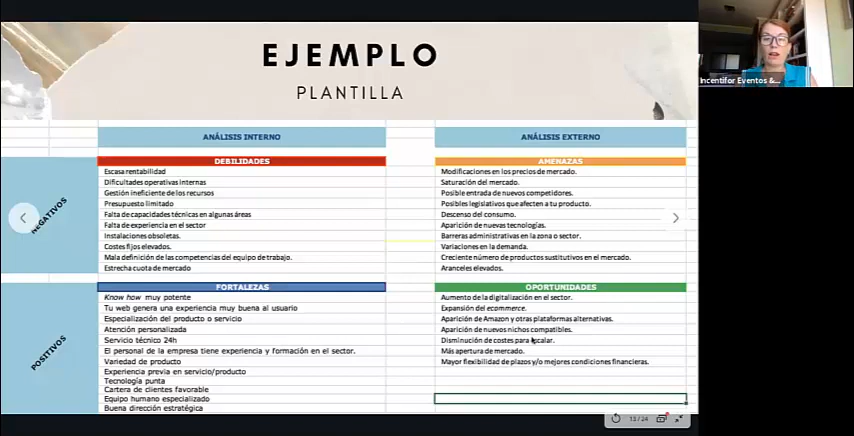 EJEMPLO
PLANTILLA
Incentifor Eventos &...
ANÁLISIS INTERNO
ANÁLISIS EXTERNO
NEGATIVOS
DEBILIDADES
Escasa rentabilidad
Dificultades operativas internas
Gestión ineficiente de los recursos
Presupuesto limitado
Falta de capacidades técnicas en algunas áreas
Falta de experiencia en el sector
Instalaciones obsoletas.
Costes fijos elevados.
Mala definición de las competencias del equipo de trabajo.
Estrecha cuota de mercado
AMENAZAS
Modificaciones en los precios de mercado.
Saturación del mercado.
Posible entrada de nuevos competidores.
Posibles legislativos que afecten a tu producto.
Descenso del consumo.
Aparición de nuevas tecnologías.
Barreras administrativas en la zona o sector.
Variaciones en la demanda.
Creciente número de productos sustitutivos en el mercado.
Aranceles elevados.
POSITIVOS
FORTALEZAS
Know how muy potente
Tu web genera una experiencia muy buena al usuario
Especialización del producto o servicio
Atención personalizada
Servicio técnico 24h
El personal de la empresa tiene experiencia y formación en el sector.
Variedad de producto
Experiencia previa en servicio/producto
Tecnología punta
Cartera de clientes favorable
Equipo humano especializado
Buena dirección estratégica
OPORTUNIDADES
Aumento de la digitalización en el sector.
Expansión del ecommerce.
Aparición de Amazon y otras plataformas alternativas.
Aparición de nuevos nichos compatibles.
Disminución de costes para escalar.
Más apertura de mercado.
Mayor flexibilidad de plazos y/o mejores condiciones financieras.
13 / 24